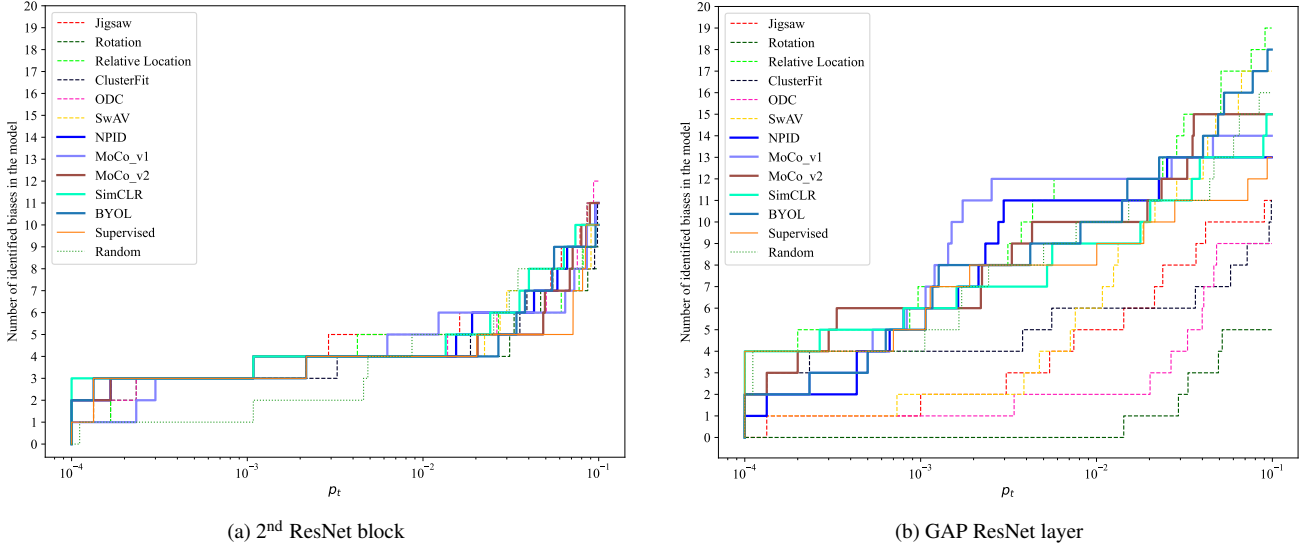 20
19
18
17
16
15
14
13
12
11
10
9
8
7
6
5
4
3
2
1
0
Number of identified biases in the model
Jigsaw
Rotation
Relative Location
ClusterFit
ODC
SwAV
NPID
MoCo_v1
MoCo_v2
SimCLR
BYOL
Supervised
Random
10⁻⁴
10⁻³
10⁻²
10⁻¹
pₜ
(a) 2ⁿᵈ ResNet block
20
19
18
17
16
15
14
13
12
11
10
9
8
7
6
5
4
3
2
1
0
Number of identified biases in the model
Jigsaw
Rotation
Relative Location
ClusterFit
ODC
SwAV
NPID
MoCo_v1
MoCo_v2
SimCLR
BYOL
Supervised
Random
10⁻⁴
10⁻³
10⁻²
10⁻¹
pₜ
(b) GAP ResNet layer